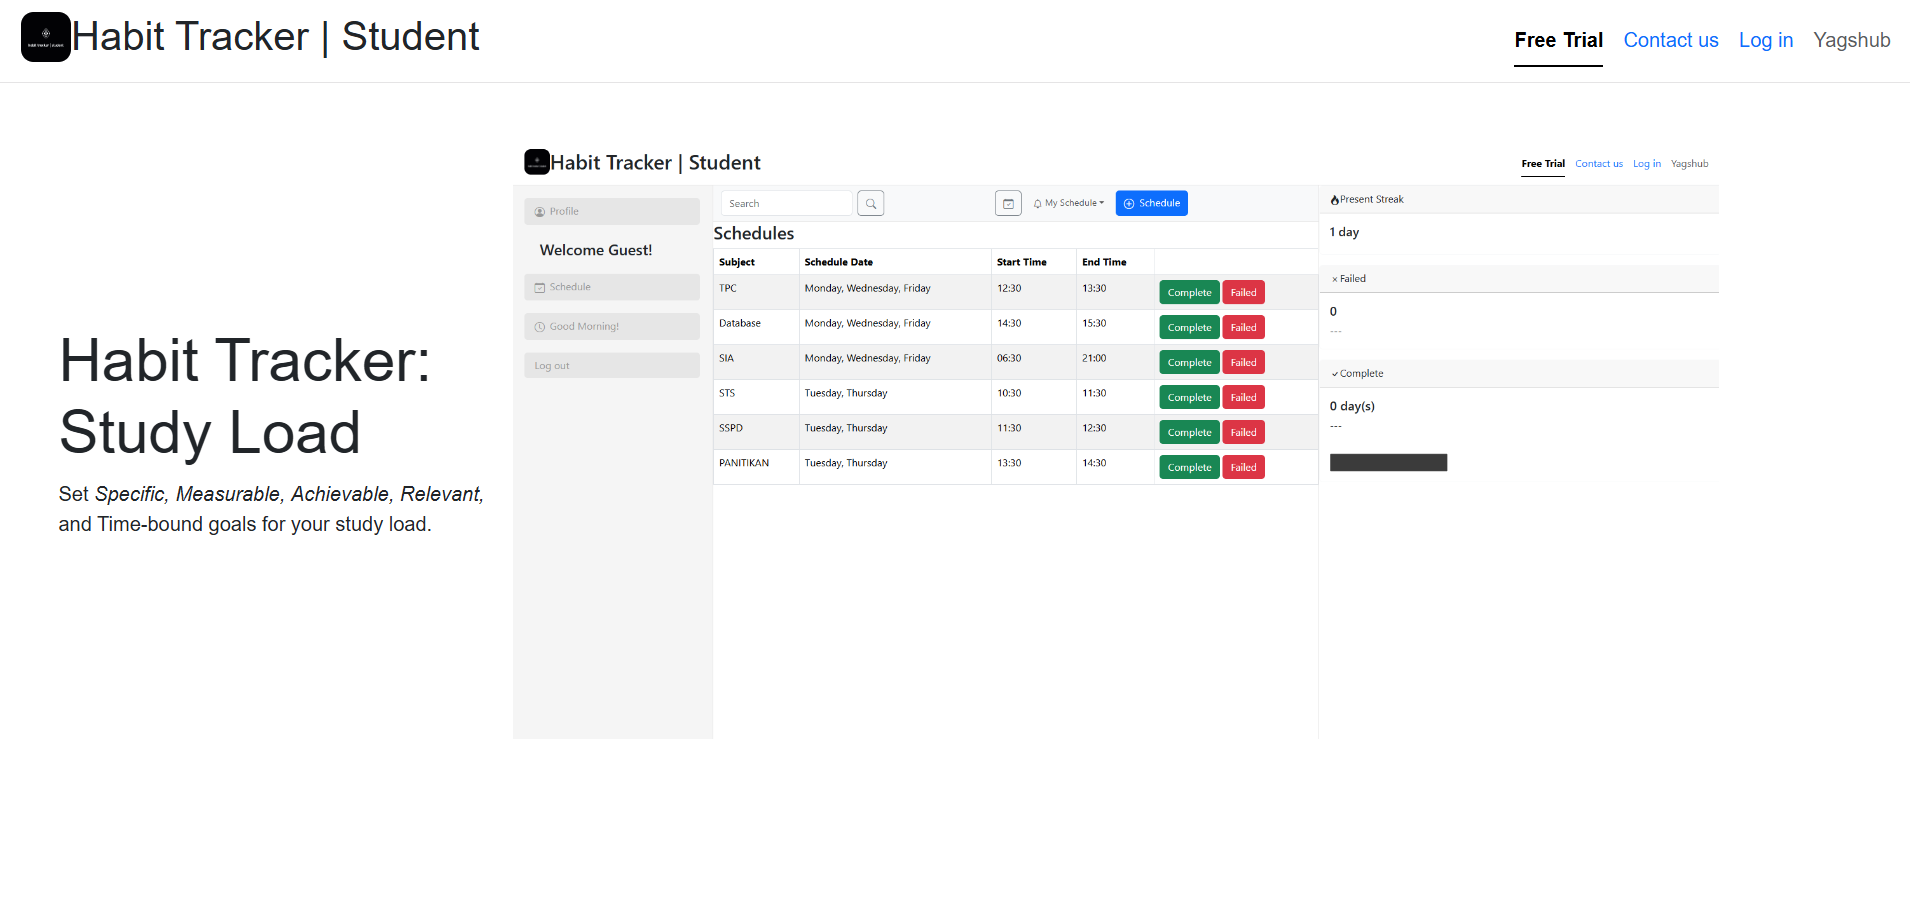 Habit Tracker | Student
Free Trial
Contact us
Log in
Yagshub
Habit Tracker:
Study Load
Set Specific, Measurable, Achievable, Relevant,
and Time-bound goals for your study load.
Habit Tracker | Student
Free Trial
Contact us
Log in
Yagshub
Profile
Welcome Guest!
Schedule
Good Morning!
Log out
Search
My Schedule
Schedule
Schedules
Subject Schedule Date Start Time End Time
TPC Monday, Wednesday, Friday 12:30 13:30 Complete Failed
Database Monday, Wednesday, Friday 14:30 15:30 Complete Failed
SIA Monday, Wednesday, Friday 06:30 21:00 Complete Failed
STS Tuesday, Thursday 10:30 11:30 Complete Failed
SSPD Tuesday, Thursday 11:30 12:30 Complete Failed
PANITIKAN Tuesday, Thursday 13:30 14:30 Complete Failed
Present Streak
1 day
× Failed
0
---
Complete
0 day(s)
---